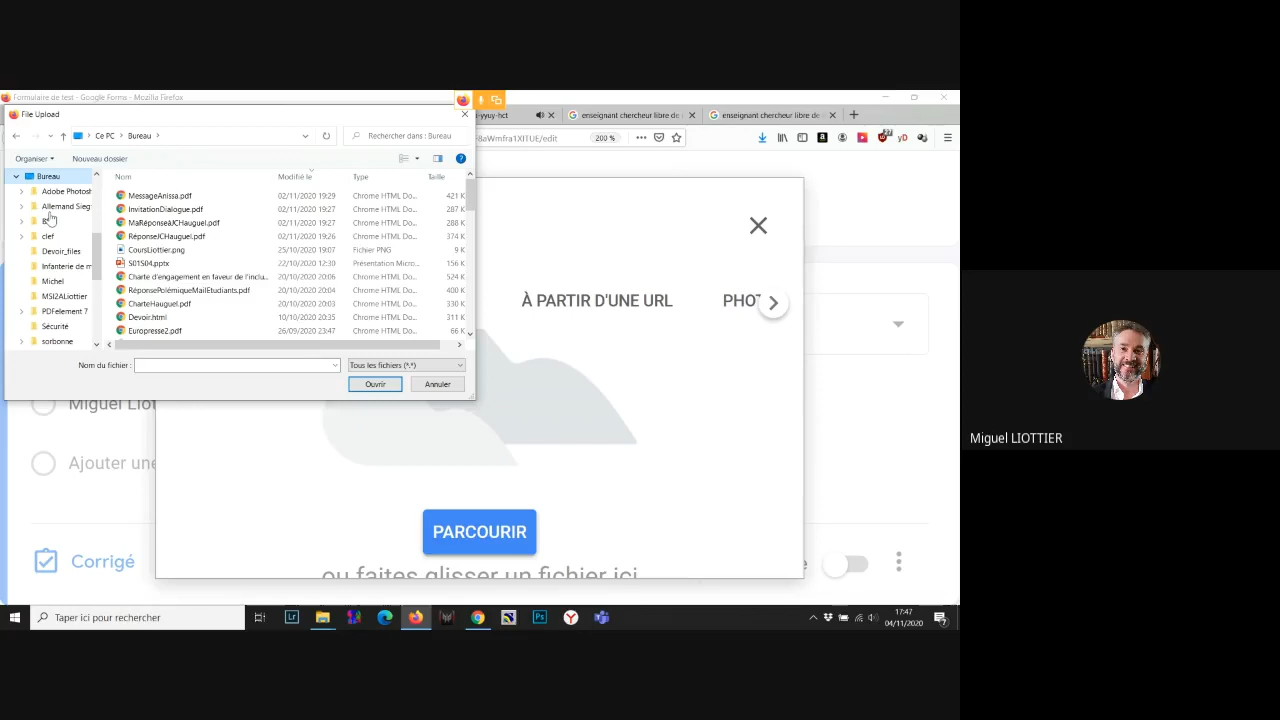 Formulaire de test - Google Forms - Mozilla Firefox
File Upload
-yyuy-hct
enseignant chercheur libre de
enseignant chercheur libre de
Ce PC > Bureau >
Rechercher dans : Bureau
8aWmfra1XITUE/edit
200 %
Organiser
Nouveau dossier
Bureau
Nom
Modifié le
Type
Taille
Adobe Photosh
MessageAnissa.pdf
02/11/2020 19:29
Chrome HTML Do...
421 K
Allemand Sieg
InvitationDialogue.pdf
02/11/2020 19:27
Chrome HTML Do...
287 K
MaRéponseàJCHauguel.pdf
02/11/2020 19:27
Chrome HTML Do...
288 K
clef
RéponseJCHauguel.pdf
02/11/2020 19:26
Chrome HTML Do...
374 K
Devoir_files
CoursLiottier.png
25/10/2020 19:07
Fichier PNG
9 K
Infanterie de m
S01S04.pptx
22/10/2020 12:30
Présentation Micro...
156 K
Michel
Charte d'engagement en faveur de l'inclu...
20/10/2020 20:06
Chrome HTML Do...
524 K
MSI2ALiottier
RéponsePolémiqueMailEtudiants.pdf
20/10/2020 20:04
Chrome HTML Do...
400 K
PDFelement 7
CharteHauguel.pdf
20/10/2020 20:03
Chrome HTML Do...
330 K
Devoir.html
10/10/2020 20:35
Chrome HTML Do...
311 K
Sécurité
Europresse2.pdf
26/09/2020 23:47
Chrome HTML Do...
66 K
sorbonne
Nom du fichier :
Tous les fichiers (*.*)
Ouvrir
Annuler
À PARTIR D'UNE URL
PHOT
Miguel Liot
Ajouter une
PARCOURIR
ou faites glisser un fichier ici
Corrigé
Miguel LIOTTIER
Taper ici pour rechercher
17:47
04/11/2020